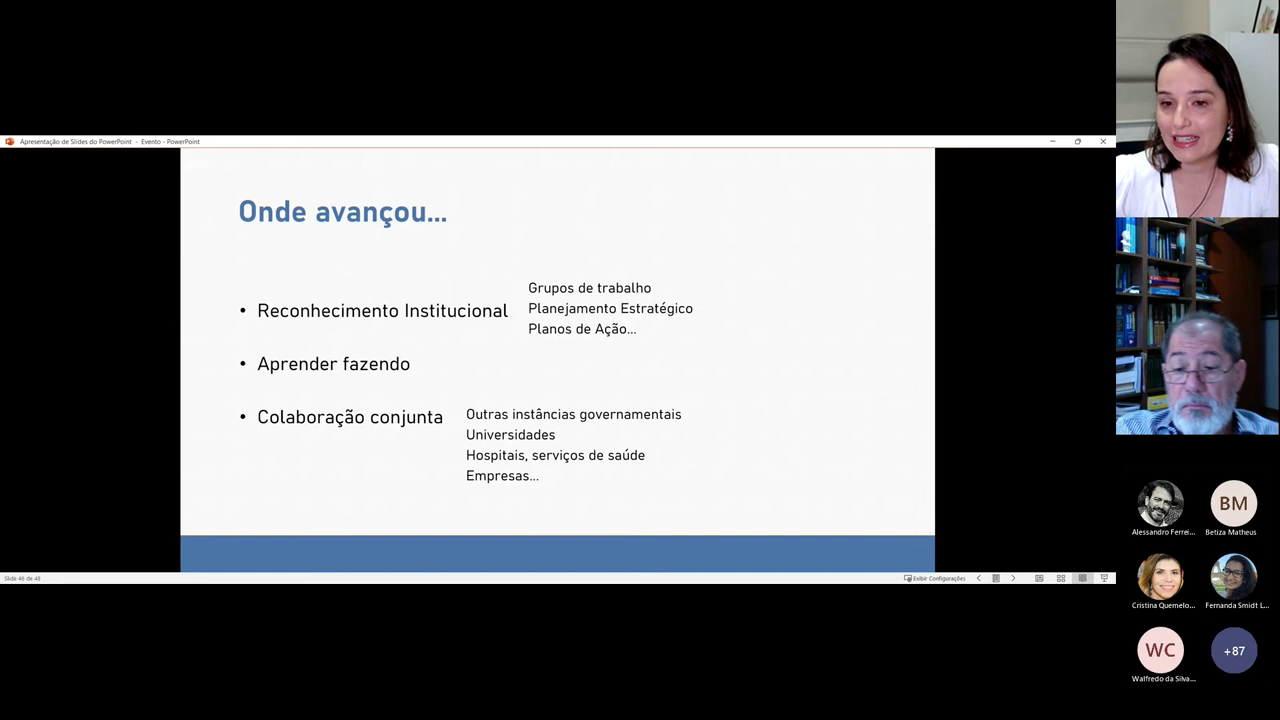 Apresentação de Slides do PowerPoint - Evento - PowerPoint
Onde avançou...
• Reconhecimento Institucional
Grupos de trabalho
Planejamento Estratégico
Planos de Ação...
• Aprender fazendo
• Colaboração conjunta
Outras instâncias governamentais
Universidades
Hospitais, serviços de saúde
Empresas...
Slide 46 de 48
Exibir Configurações
BM
Alessandro Ferrei...
Betiza Matheus
Cristina Quemelo...
Fernanda Smidt L...
WC
+87
Walfredo da Silva...